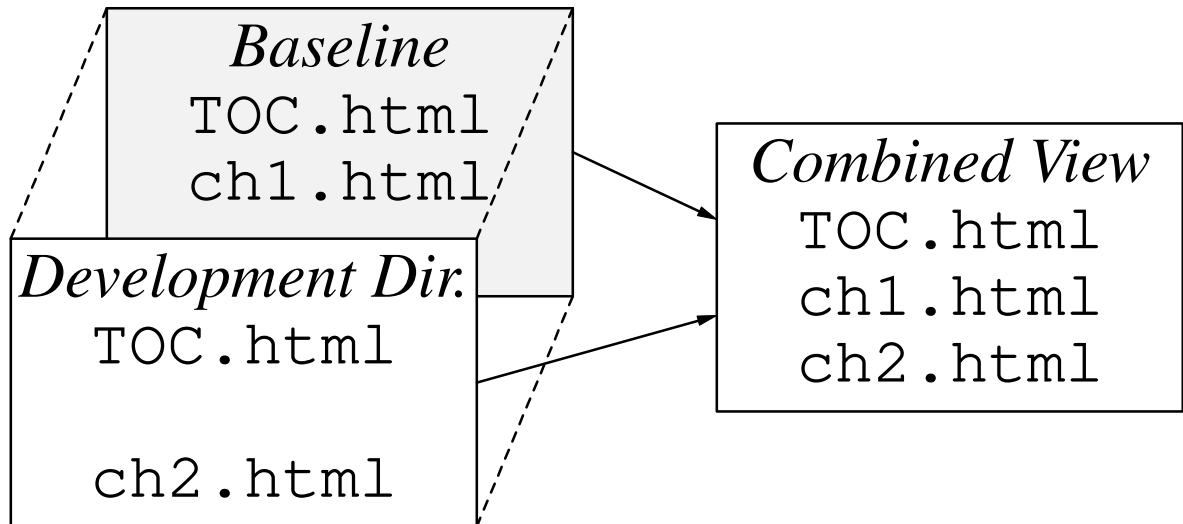 Baseline
TOC.html
ch1.html
Development Dir.
TOC.html
ch2.html
Combined View
TOC.html
ch1.html
ch2.html